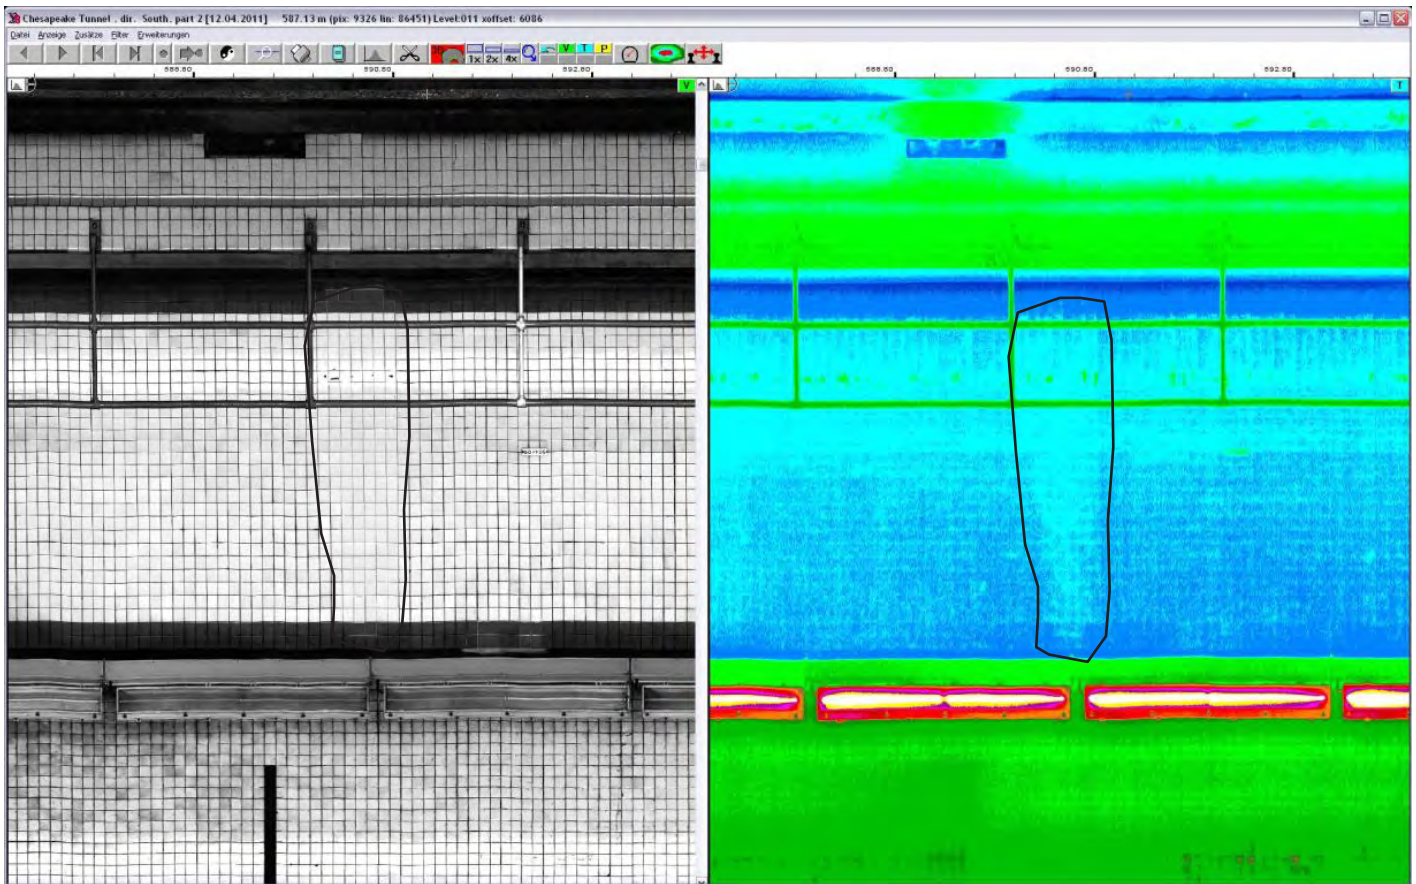 Chesapeake Tunnel , dir. South, part 2 [12.04.2011] 587.13 m (pix: 9326 lin: 86451) Level:011 xoffset: 6086
Datei Anzeige Zusätze Filter Erweiterungen
1x 2x 4x V T P
588.80 590.80 592.80 588.80 590.80 592.80
V T